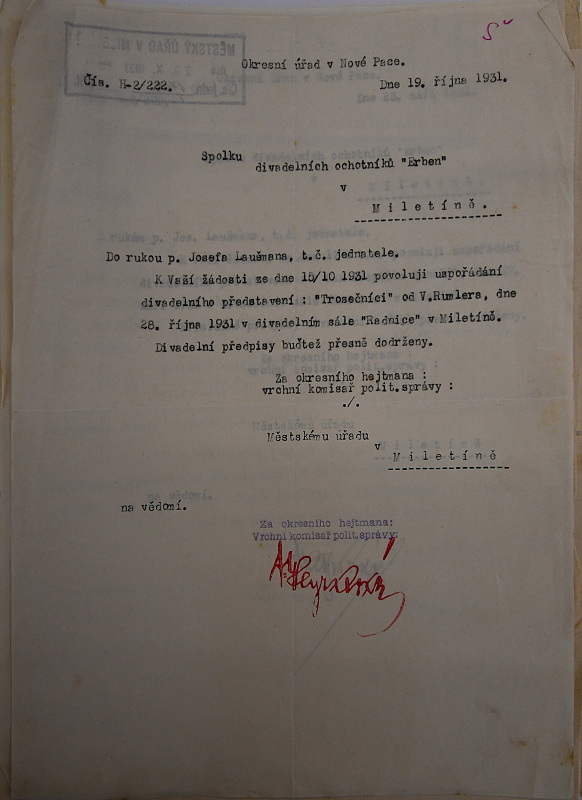 Okresní úřad v Nové Pace.
Čís. H-2/222.
Dne 19. října 1931.
Spolku
divadelních ochotníků "Erben"
v
Miletíně.
Do rukou p. Josefa Laušmana, t.č. jednatele.
K Vaší žádosti ze dne 15/10 1931 povoluji uspořádání
divadelního představení : "Trosečníci" od V.Rumlera, dne
28. října 1931 v divadelním sále "Radnice" v Miletíně.
Divadelní předpisy buďtež přesně dodrženy.
Za okresního hejtmana :
vrchní komisař polit.správy :
./.
Městskému úřadu
v
Miletíně
na vědomí.
Za okresního hejtmana:
Vrchní komisař polit.správy: